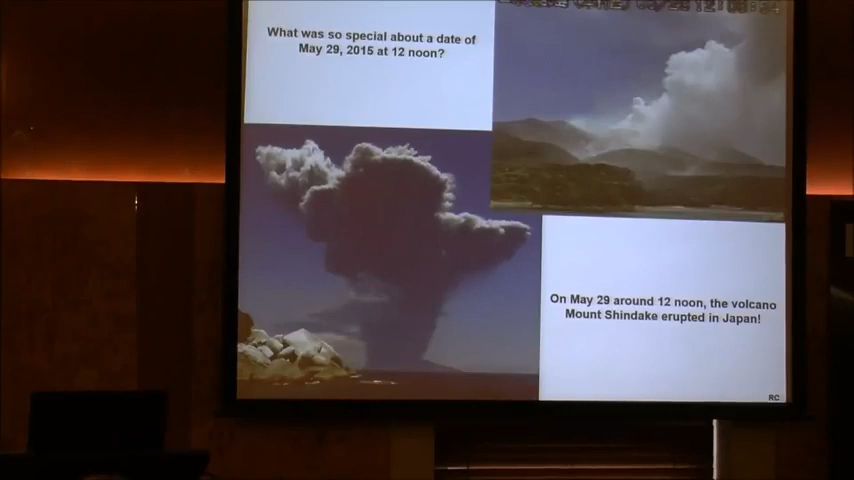 What was so special about a date of
May 29, 2015 at 12 noon?
On May 29 around 12 noon, the volcano
Mount Shindake erupted in Japan!
RC